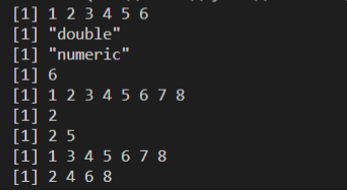 [1] 1 2 3 4 5 6
[1] "double"
[1] "numeric"
[1] 6
[1] 1 2 3 4 5 6 7 8
[1] 2
[1] 2 5
[1] 1 3 4 5 6 7 8
[1] 2 4 6 8